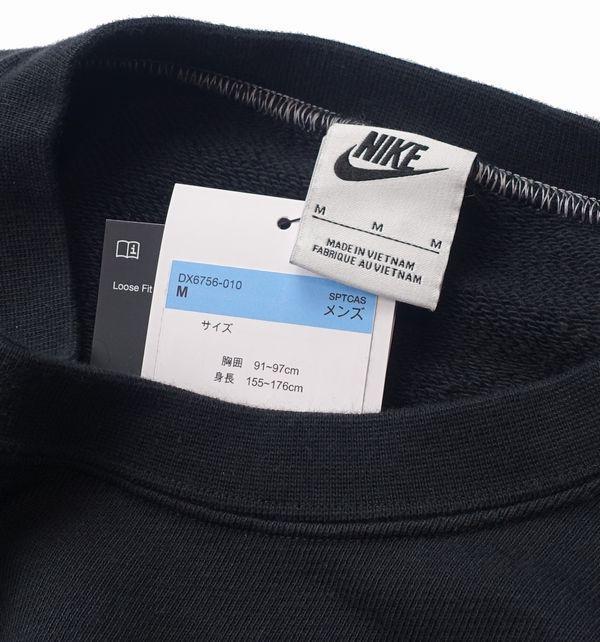 NIKE
M M M
MADE IN VIETNAM
FABRIQUE AU VIETNAM
Loose Fit
DX6756-010
M
SPTCAS
メンズ
サイズ
胸囲 91~97cm
身長 155~176cm